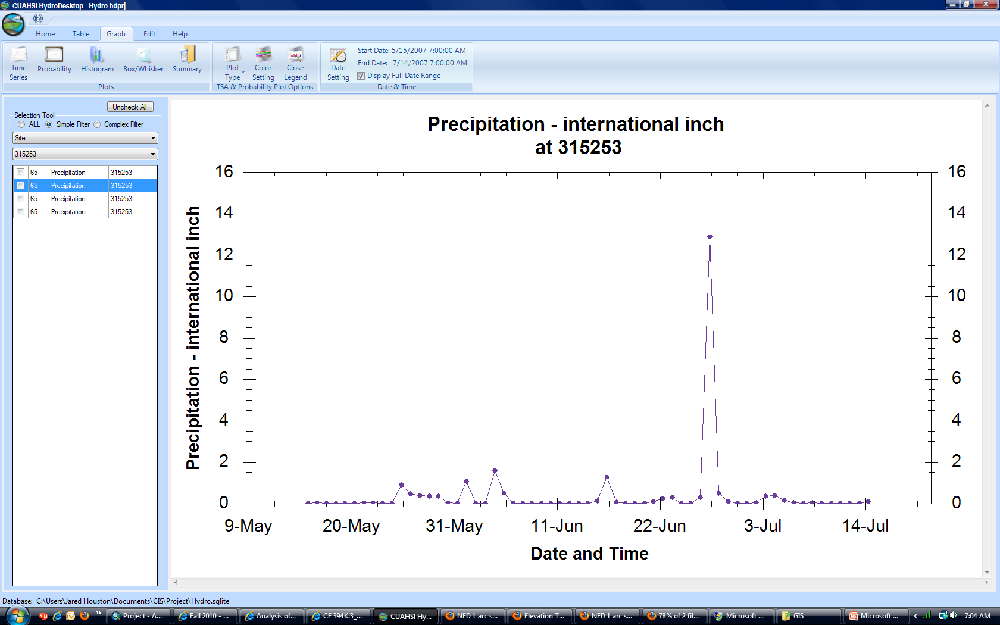 CUAHSI HydroDesktop - Hydro.hdprj
Home Table Graph Edit Help
Time Series
Probability
Histogram
Box/Whisker
Summary
Plots
Plot Type
Color Setting
Close Legend
TSA & Probability Plot Options
Date Setting
Start Date: 5/15/2007 7:00:00 AM
End Date: 7/14/2007 7:00:00 AM
Display Full Date Range
Date & Time
Uncheck All
Selection Tool
ALL Simple Filter Complex Filter
Site
315253
65 Precipitation 315253
65 Precipitation 315253
65 Precipitation 315253
65 Precipitation 315253
Precipitation - international inch
at 315253
Precipitation - international inch
16 16
14 14
12 12
10 10
8 8
6 6
4 4
2 2
0 0
9-May 20-May 31-May 11-Jun 22-Jun 3-Jul 14-Jul
Date and Time
Database: C:\Users\Jared Houston\Documents\GIS\Project\Hydro.sqlite
AIM » Project - A... Fall 2010 - ... Analysis of... CE 394K.3_... CUAHSI Hy... NED 1 arc s... Elevation T... NED 1 arc s... 78% of 2 fil... Microsoft ... GIS Microsoft ... < 7:04 AM